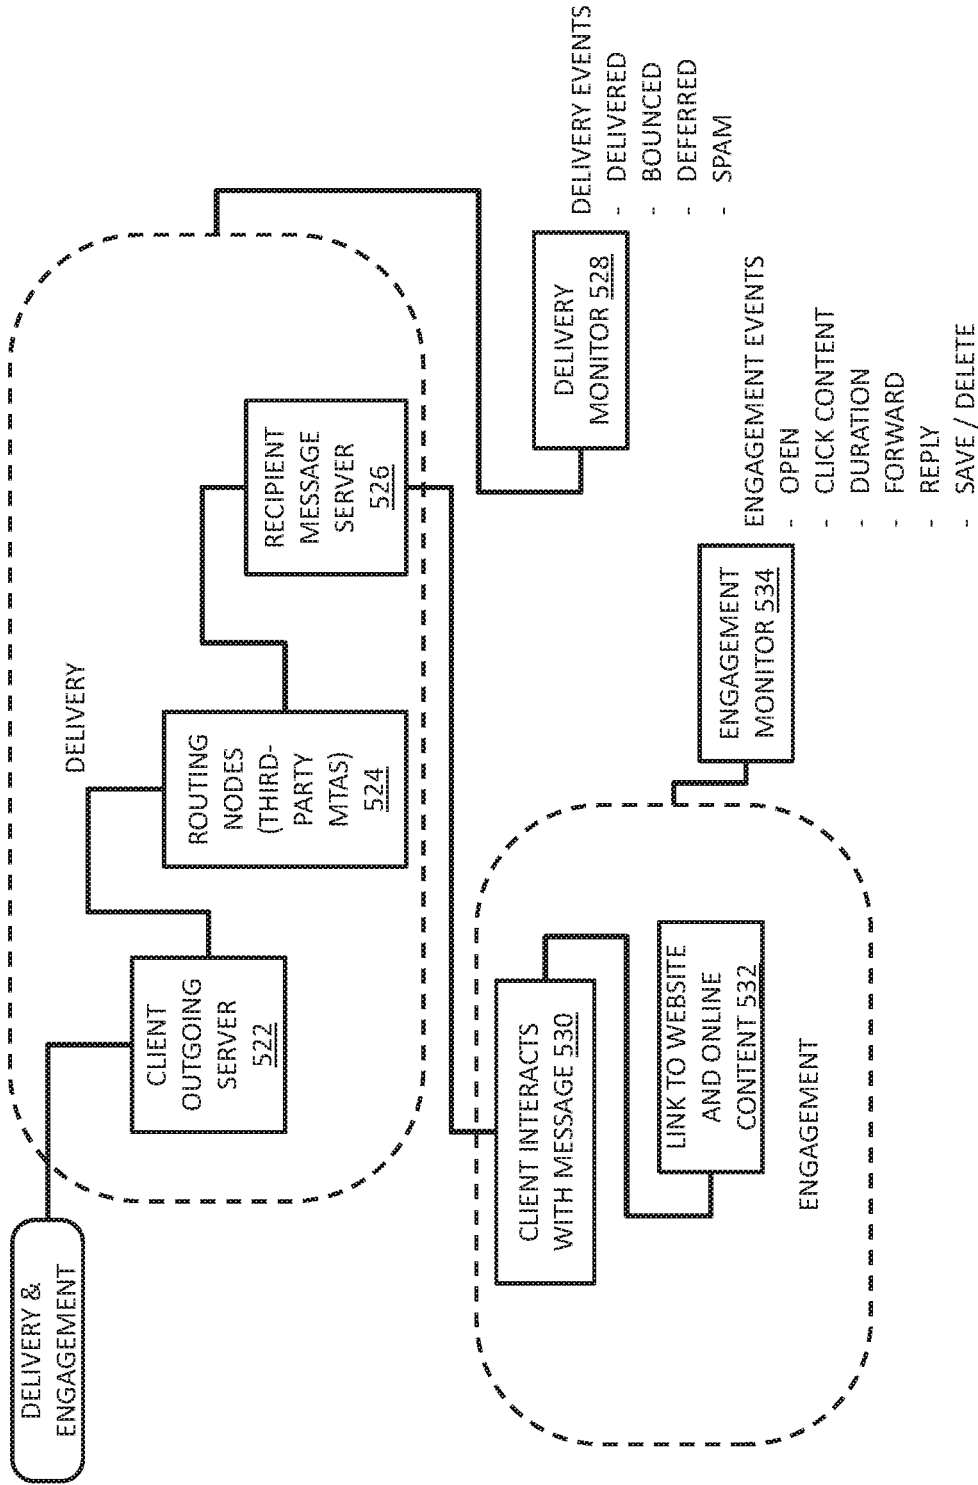 DELIVERY &
ENGAGEMENT
DELIVERY
CLIENT
OUTGOING
SERVER
522
ROUTING
NODES
(THIRD-
PARTY
MTAS)
524
RECIPIENT
MESSAGE
SERVER
526
DELIVERY
MONITOR 528
DELIVERY EVENTS
- DELIVERED
- BOUNCED
- DEFERRED
- SPAM
CLIENT INTERACTS
WITH MESSAGE 530
LINK TO WEBSITE
AND ONLINE
CONTENT 532
ENGAGEMENT
ENGAGEMENT
MONITOR 534
ENGAGEMENT EVENTS
- OPEN
- CLICK CONTENT
- DURATION
- FORWARD
- REPLY
- SAVE / DELETE